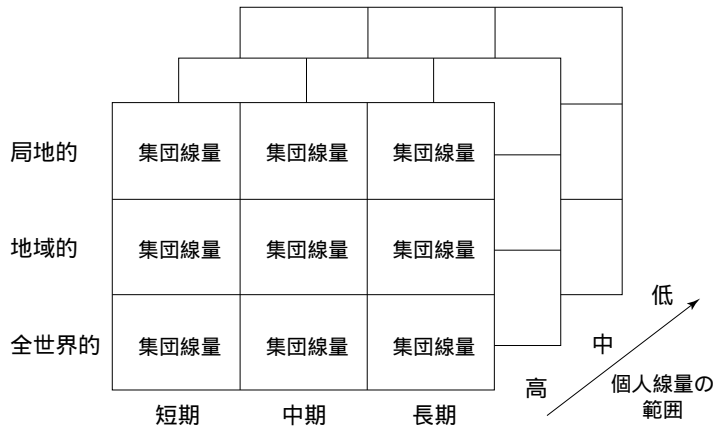 局地的 集団線量 集団線量 集団線量
地域的 集団線量 集団線量 集団線量
全世界的 集団線量 集団線量 集団線量
短期 中期 長期
高
中
低
個人線量の
範囲